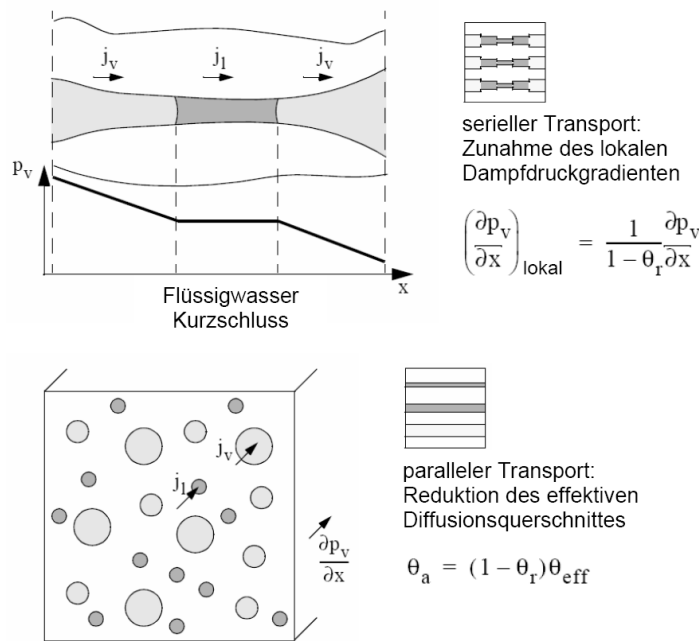 j_v j_l j_v
p_v
x
Flüssigwasser
Kurzschluss
serieller Transport:
Zunahme des lokalen
Dampfdruckgradienten
(∂p_v/∂x)_lokal = 1/(1 − θ_r) ∂p_v/∂x
j_v
j_l
∂p_v/∂x
paralleler Transport:
Reduktion des effektiven
Diffusionsquerschnittes
θ_a = (1 − θ_r)θ_eff